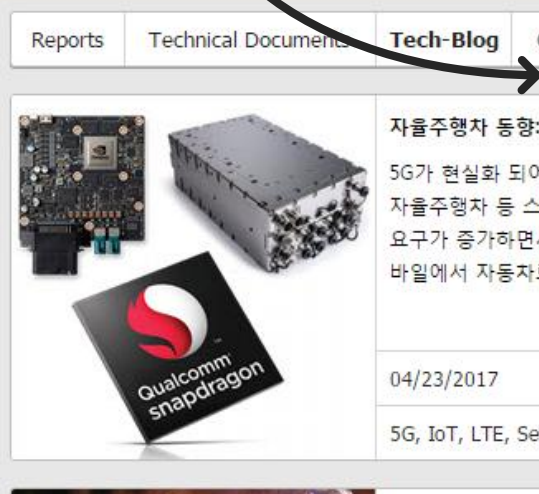 Reports Technical Documents Tech-Blog
자율주행차 동향:
5G가 현실화 되어
자율주행차 등 스
요구가 증가하면서
바일에서 자동차로
Qualcomm
snapdragon
04/23/2017
5G, IoT, LTE, Se